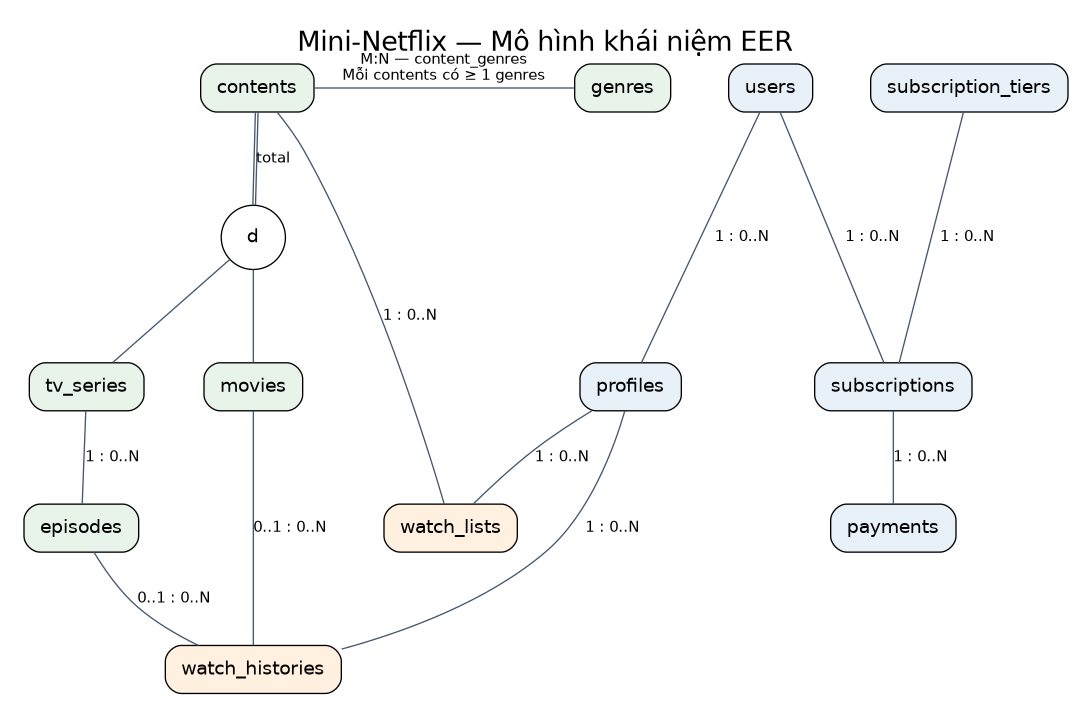 Mini-Netflix — Mô hình khái niệm EER
M:N — content_genres
Mỗi contents có ≥ 1 genres
contents
genres
users
subscription_tiers
total
d
1 : 0..N
1 : 0..N
1 : 0..N
1 : 0..N
tv_series
movies
profiles
subscriptions
1 : 0..N
1 : 0..N
1 : 0..N
episodes
0..1 : 0..N
watch_lists
1 : 0..N
payments
0..1 : 0..N
watch_histories